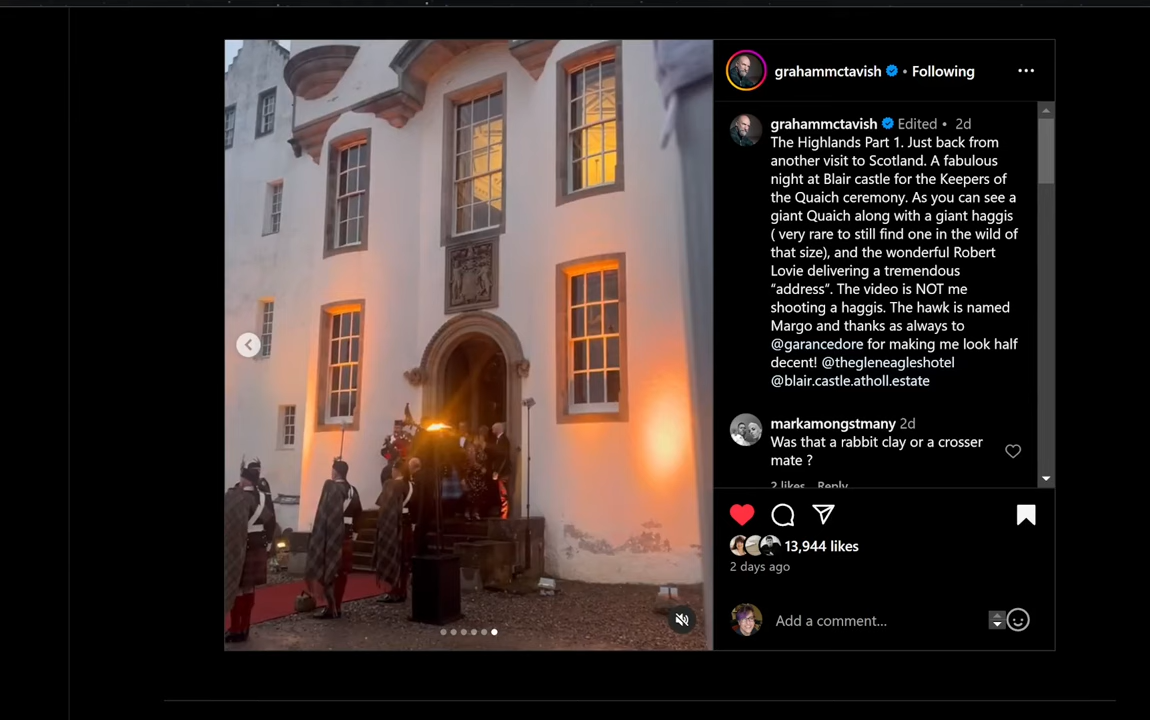 grahammctavish • Following
grahammctavish Edited • 2d
The Highlands Part 1. Just back from
another visit to Scotland. A fabulous
night at Blair castle for the Keepers of
the Quaich ceremony. As you can see a
giant Quaich along with a giant haggis
( very rare to still find one in the wild of
that size), and the wonderful Robert
Lovie delivering a tremendous
“address”. The video is NOT me
shooting a haggis. The hawk is named
Margo and thanks as always to
@garancedore for making me look half
decent! @thegleneagleshotel
@blair.castle.atholl.estate
markamongstmany 2d
Was that a rabbit clay or a crosser
mate ?
2 likes Reply
13,944 likes
2 days ago
Add a comment...